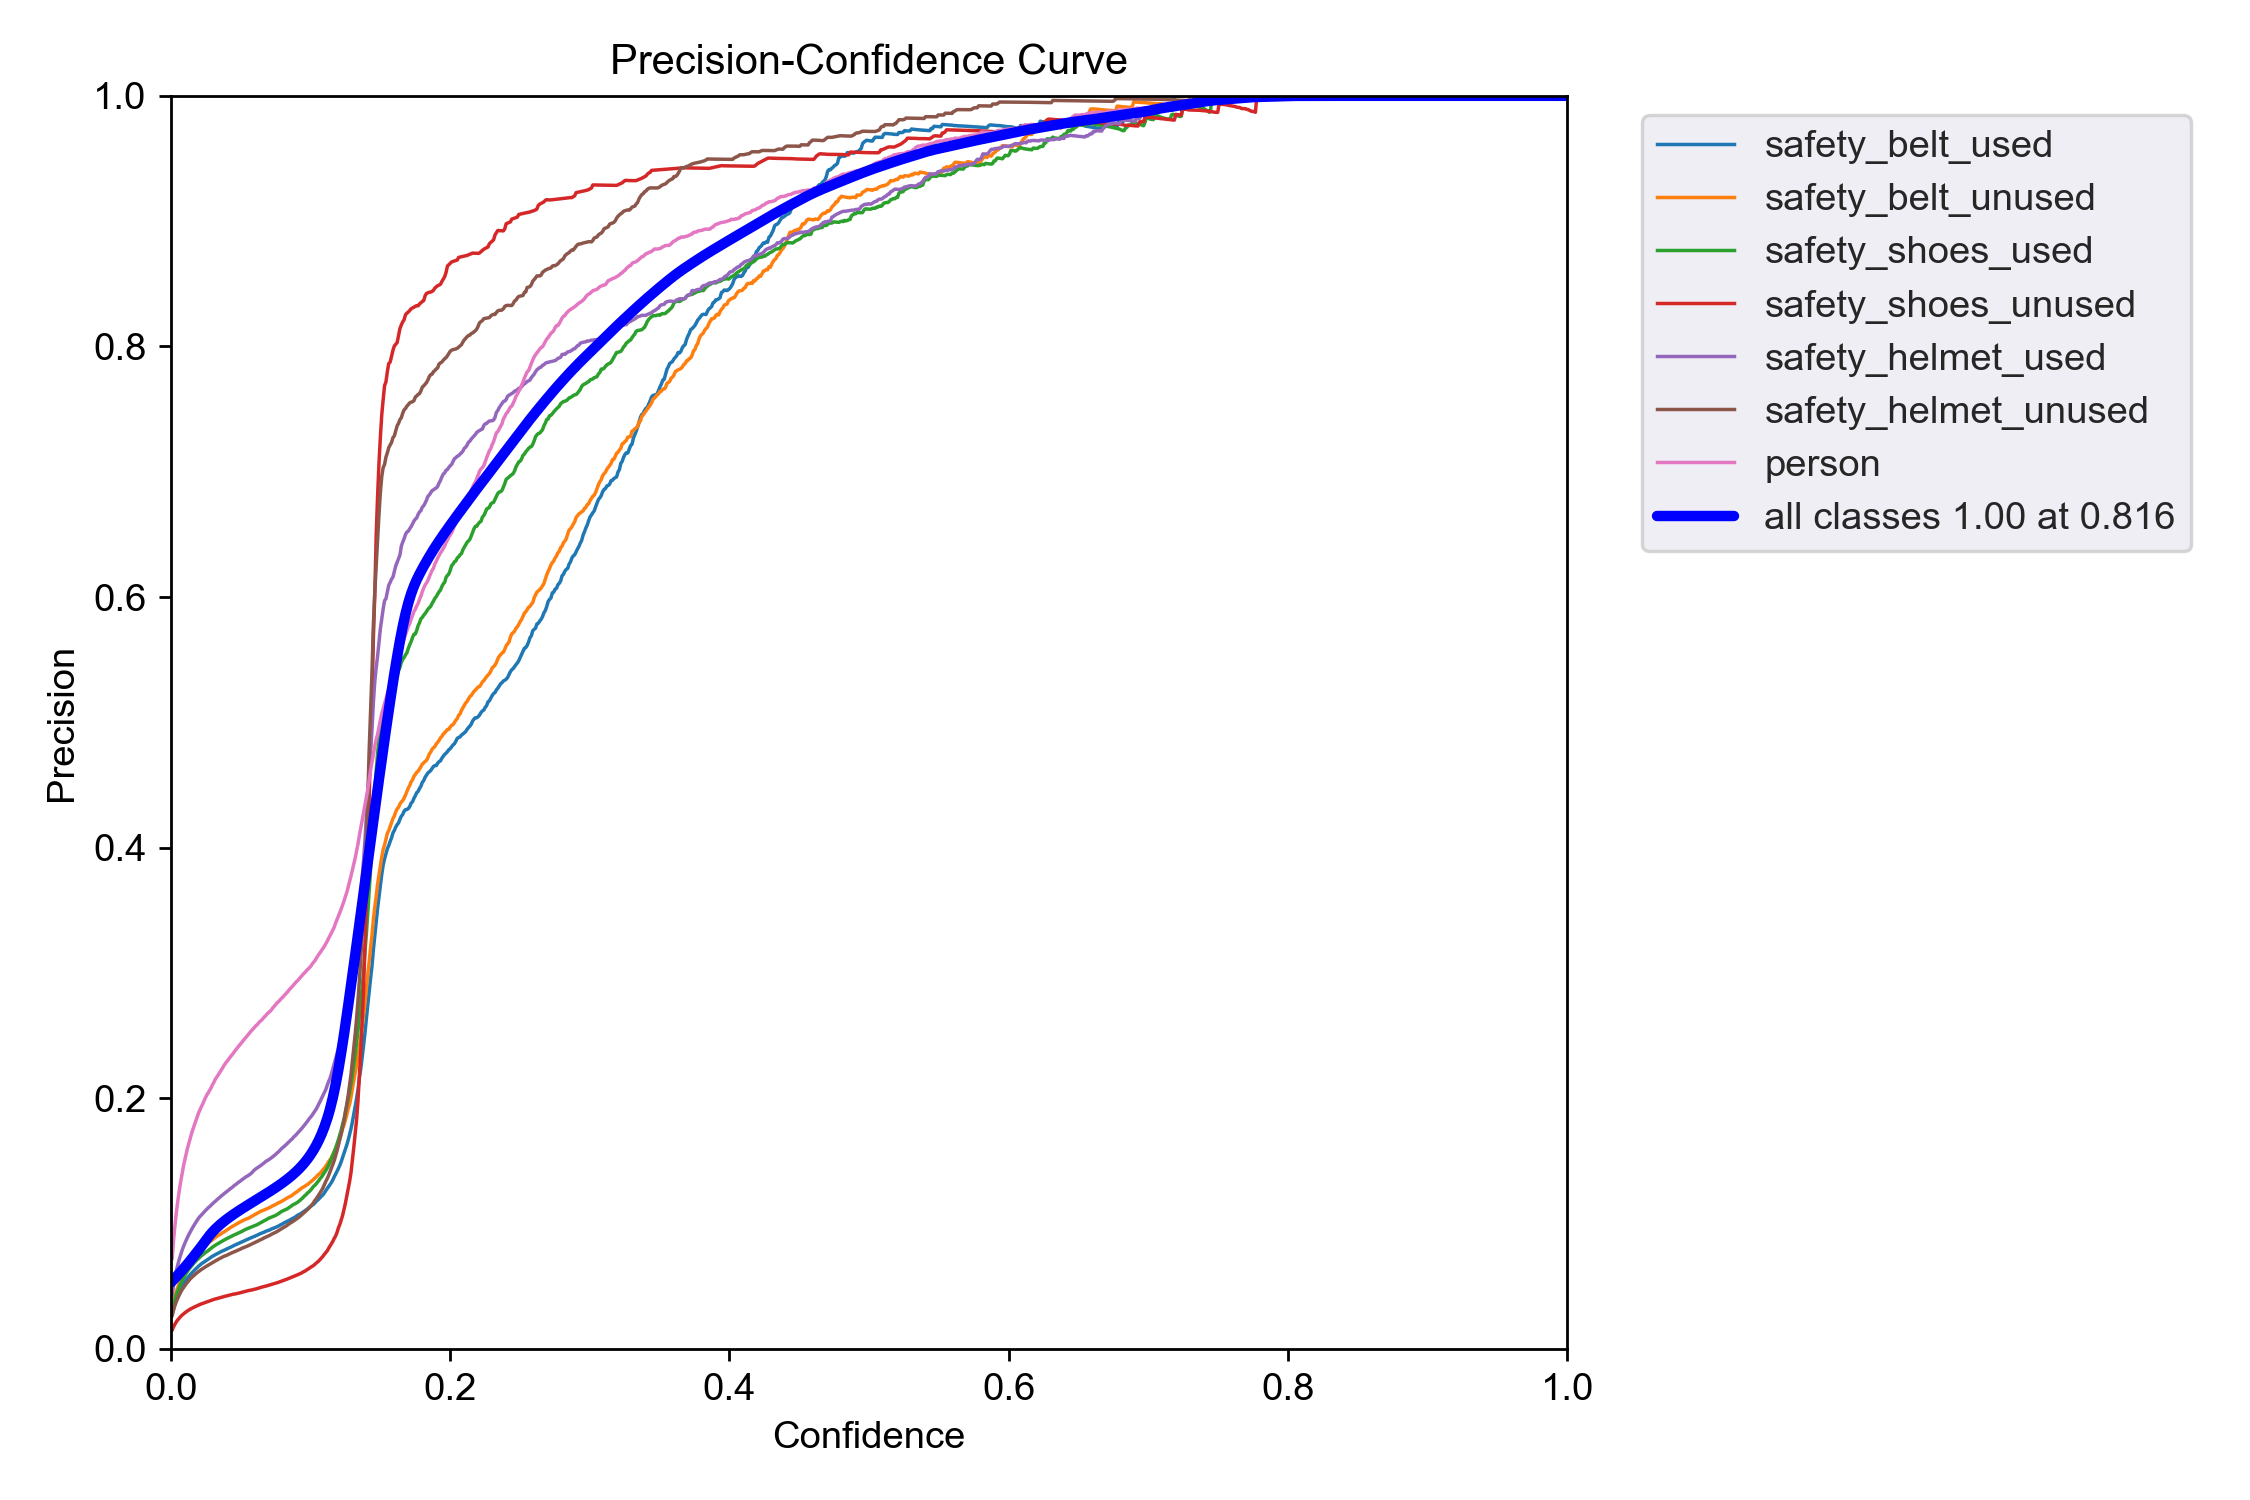 Precision-Confidence Curve
1.0
0.8
0.6
0.4
0.2
0.0
Precision
0.0 0.2 0.4 0.6 0.8 1.0
Confidence
safety_belt_used
safety_belt_unused
safety_shoes_used
safety_shoes_unused
safety_helmet_used
safety_helmet_unused
person
all classes 1.00 at 0.816